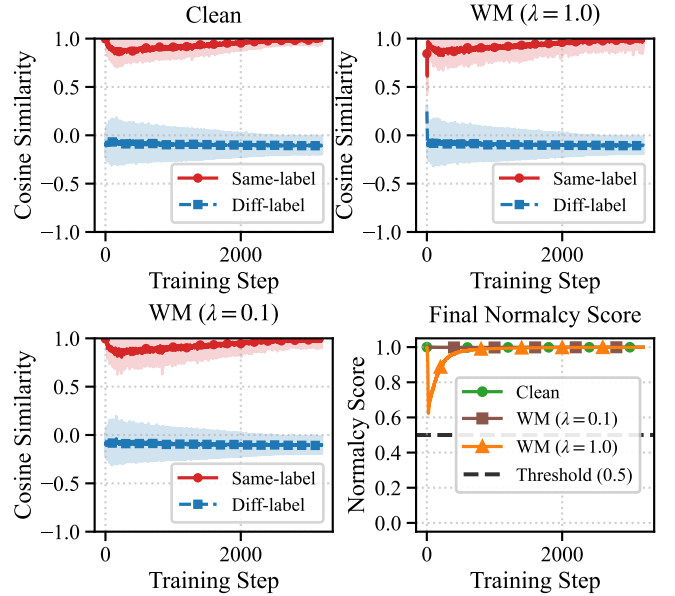 Clean
1.0
0.5
0.0
−0.5
−1.0
Cosine Similarity
Same-label
Diff-label
0
2000
Training Step
WM (λ = 1.0)
1.0
0.5
0.0
−0.5
−1.0
Cosine Similarity
Same-label
Diff-label
0
2000
Training Step
WM (λ = 0.1)
1.0
0.5
0.0
−0.5
−1.0
Cosine Similarity
Same-label
Diff-label
0
2000
Training Step
Final Normalcy Score
1.0
0.8
0.6
0.4
0.2
0.0
Normalcy Score
Clean
WM (λ = 0.1)
WM (λ = 1.0)
Threshold (0.5)
0
2000
Training Step